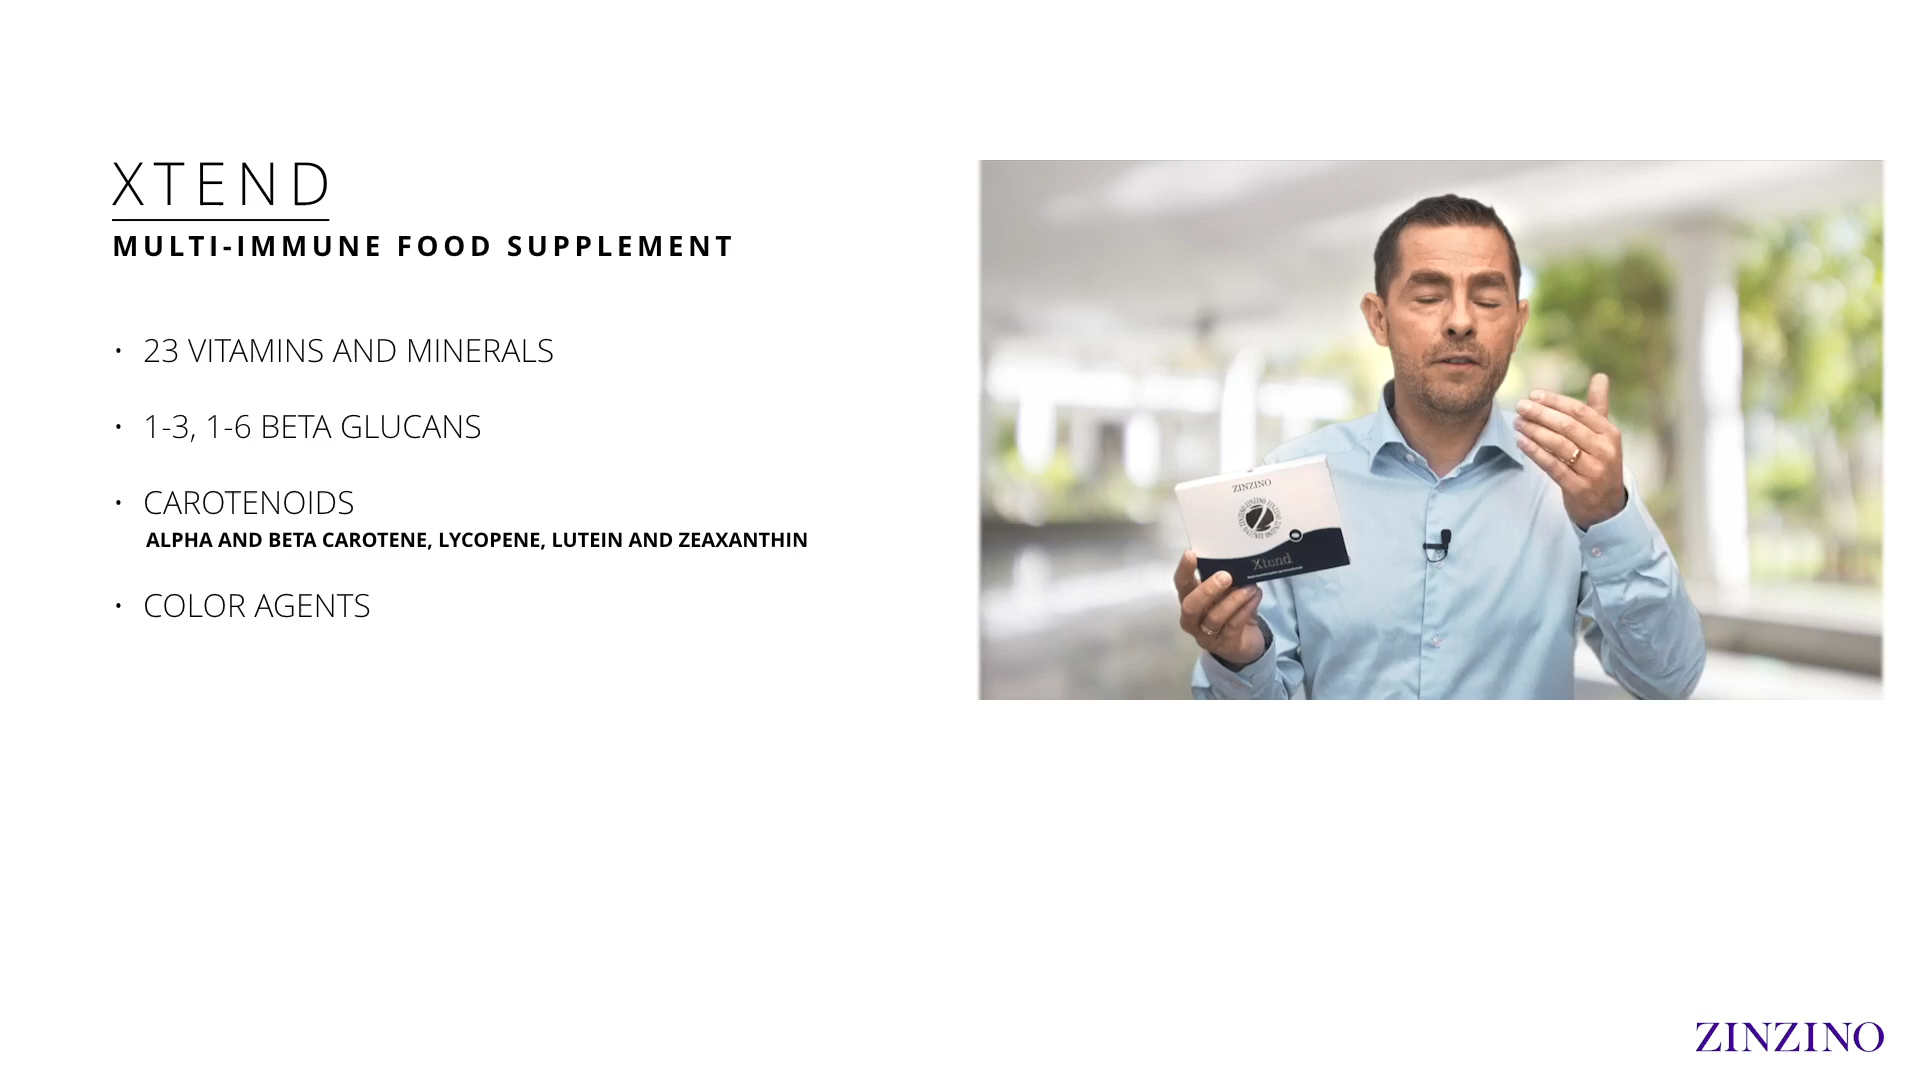 XTEND
MULTI-IMMUNE FOOD SUPPLEMENT
• 23 VITAMINS AND MINERALS
• 1-3, 1-6 BETA GLUCANS
• CAROTENOIDS
ALPHA AND BETA CAROTENE, LYCOPENE, LUTEIN AND ZEAXANTHIN
• COLOR AGENTS
ZINZINO
Z
Xtend
ZINZINO